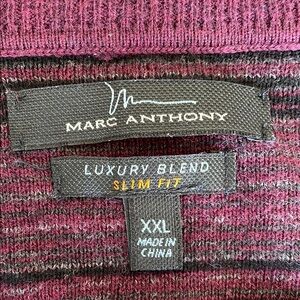 MARC ANTHONY
LUXURY BLEND
SLIM FIT
XXL
MADE IN
CHINA